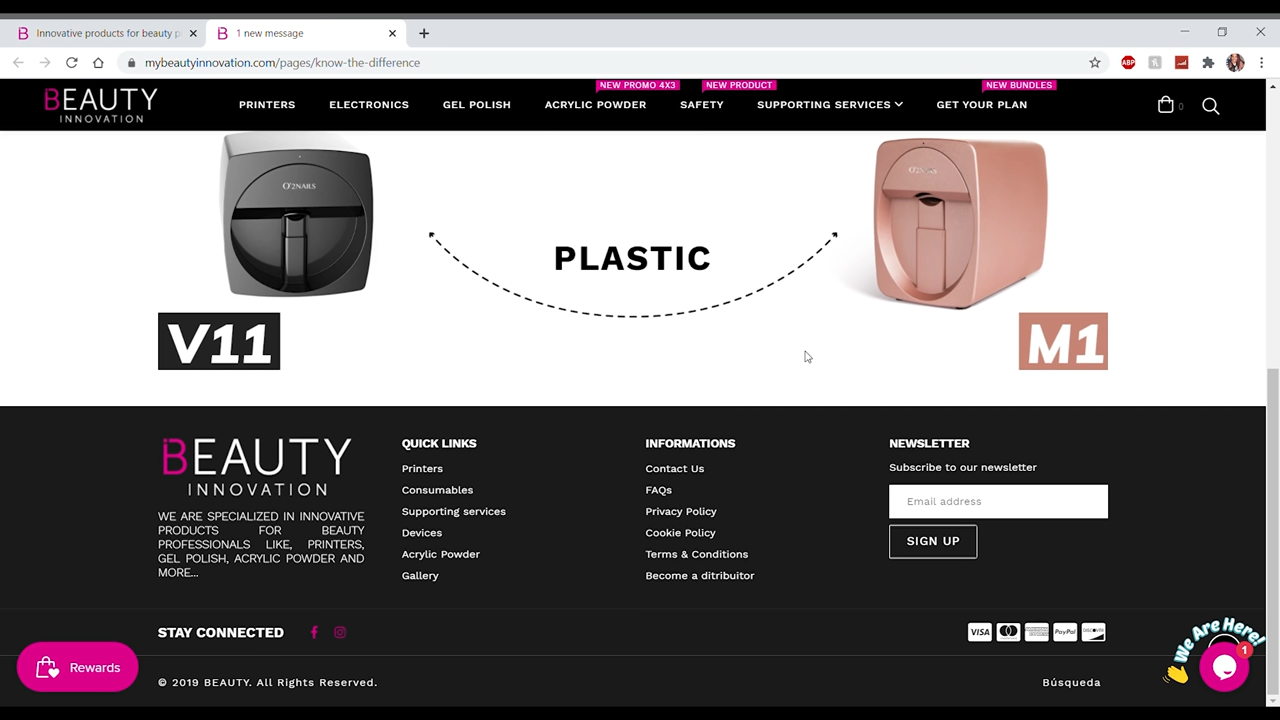 Innovative products for beauty p
1 new message
mybeautyinnovation.com/pages/know-the-difference
ABP
BEAUTY
INNOVATION
NEW PROMO 4X3
NEW PRODUCT
NEW BUNDLES
PRINTERS
ELECTRONICS
GEL POLISH
ACRYLIC POWDER
SAFETY
SUPPORTING SERVICES
GET YOUR PLAN
0
O'2NAILS
O'2NAILS
PLASTIC
V11
M1
BEAUTY
INNOVATION
WE ARE SPECIALIZED IN INNOVATIVE
PRODUCTS FOR BEAUTY
PROFESSIONALS LIKE, PRINTERS,
GEL POLISH, ACRYLIC POWDER AND
MORE...
QUICK LINKS
Printers
Consumables
Supporting services
Devices
Acrylic Powder
Gallery
INFORMATIONS
Contact Us
FAQs
Privacy Policy
Cookie Policy
Terms & Conditions
Become a ditribuitor
NEWSLETTER
Subscribe to our newsletter
Email address
SIGN UP
STAY CONNECTED
VISA
PayPal
DISCOVER
We Are Here!
1
Rewards
© 2019 BEAUTY. All Rights Reserved.
Búsqueda